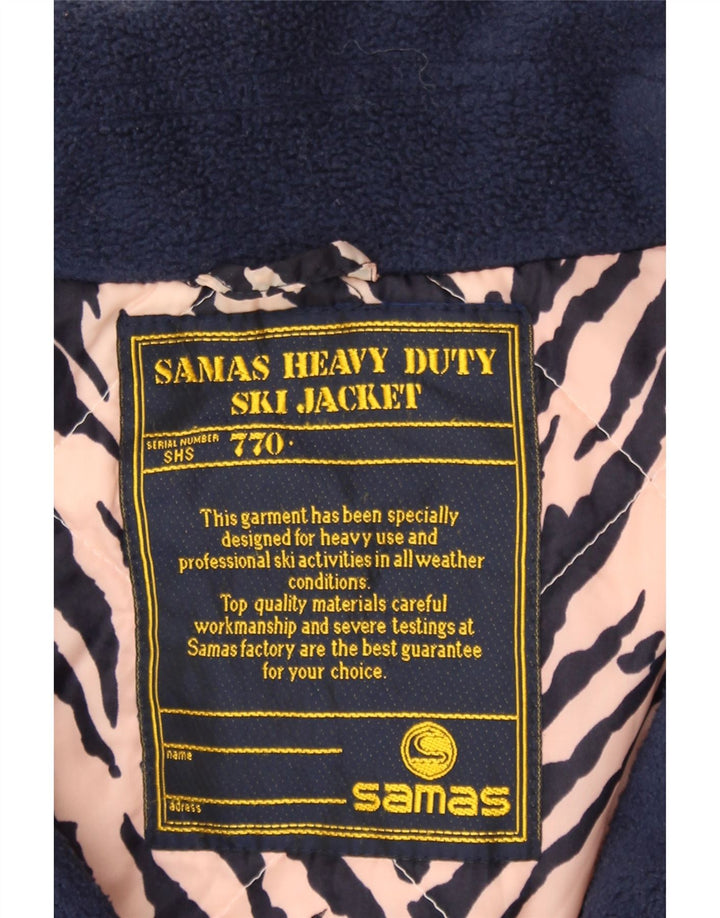 SAMAS HEAVY DUTY
SKI JACKET
SERIAL NUMBER
SHS 770.
This garment has been specially
designed for heavy use and
professional ski activities in all weather
conditions.
Top quality materials careful
workmanship and severe testings at
Samas factory are the best guarantee
for your choice.
name
adress
samas